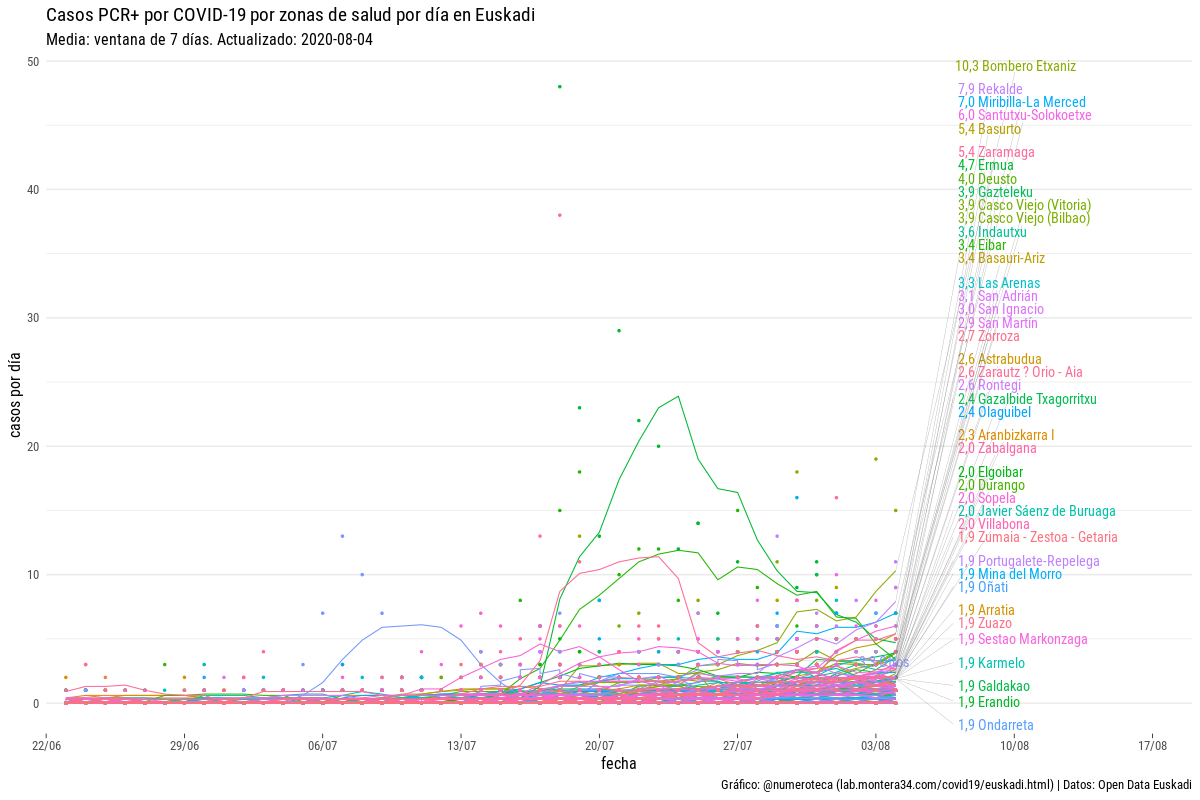 Casos PCR+ por COVID-19 por zonas de salud por día en Euskadi
Media: ventana de 7 días. Actualizado: 2020-08-04
50
40
30
20
10
0
casos por día
10,3 Bombero Etxaniz
7,9 Rekalde
7,0 Miribilla-La Merced
6,0 Santutxu-Solokoetxe
5,4 Basurto
5,4 Zaramaga
4,7 Ermua
4,0 Deusto
3,9 Gazteleku
3,9 Casco Viejo (Vitoria)
3,9 Casco Viejo (Bilbao)
3,6 Indautxu
3,4 Eibar
3,4 Basauri-Ariz
3,3 Las Arenas
3,1 San Adrián
3,0 San Ignacio
2,9 San Martín
2,7 Zorroza
2,6 Astrabudua
2,6 Zarautz ? Orio - Aia
2,6 Rontegi
2,4 Gazalbide Txagorritxu
2,4 Olaguibel
2,3 Aranbizkarra I
2,0 Zabalgana
2,0 Elgoibar
2,0 Durango
2,0 Sopela
2,0 Javier Sáenz de Buruaga
2,0 Villabona
1,9 Zumaia - Zestoa - Getaria
1,9 Portugalete-Repelega
1,9 Mina del Morro
1,9 Oñati
1,9 Arratia
1,9 Zuazo
1,9 Sestao Markonzaga
1,9 Karmelo
1,9 Galdakao
1,9 Erandio
1,9 Ondarreta
22/06
29/06
06/07
13/07
20/07
27/07
03/08
10/08
17/08
fecha
Gráfico: @numeroteca (lab.montera34.com/covid19/euskadi.html) | Datos: Open Data Euskadi